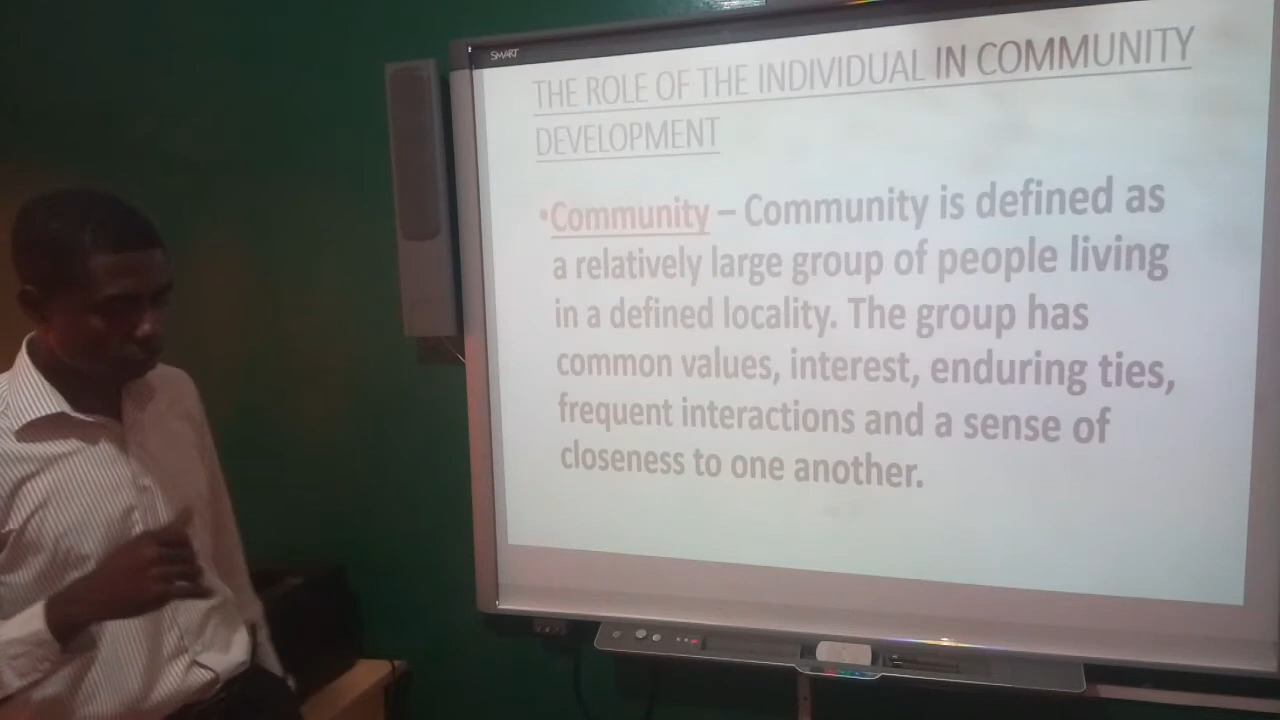 SMART
THE ROLE OF THE INDIVIDUAL IN COMMUNITY
DEVELOPMENT
•Community – Community is defined as
a relatively large group of people living
in a defined locality. The group has
common values, interest, enduring ties,
frequent interactions and a sense of
closeness to one another.